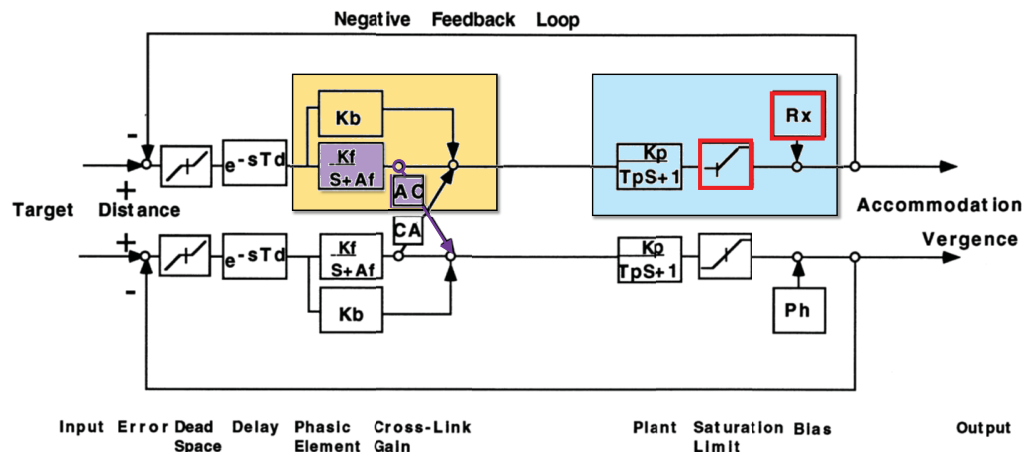 Negative Feedback Loop
Kb
Rx
-
e-sTd
Kf
S+Af
Kp
TpS+1
+
AC
Target Distance
Accommodation
CA
+
Vergence
e-sTd
Kf
S+Af
Kp
TpS+1
-
Kb
Ph
Input Error Dead Space Delay Phasic Element Cross-Link Gain Plant Saturation Limit Bias Output